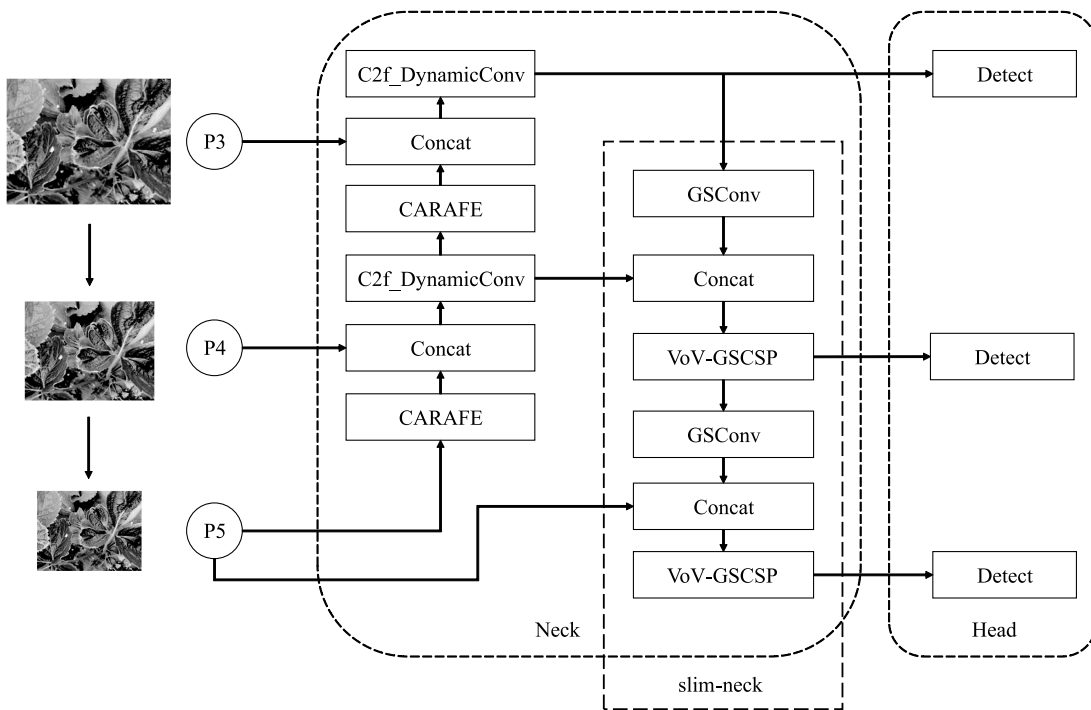 C2f_DynamicConv
Detect
P3
Concat
GSConv
CARAFE
C2f_DynamicConv
Concat
P4
Concat
VoV-GSCSP
Detect
CARAFE
GSConv
Concat
P5
VoV-GSCSP
Detect
Neck
Head
slim-neck